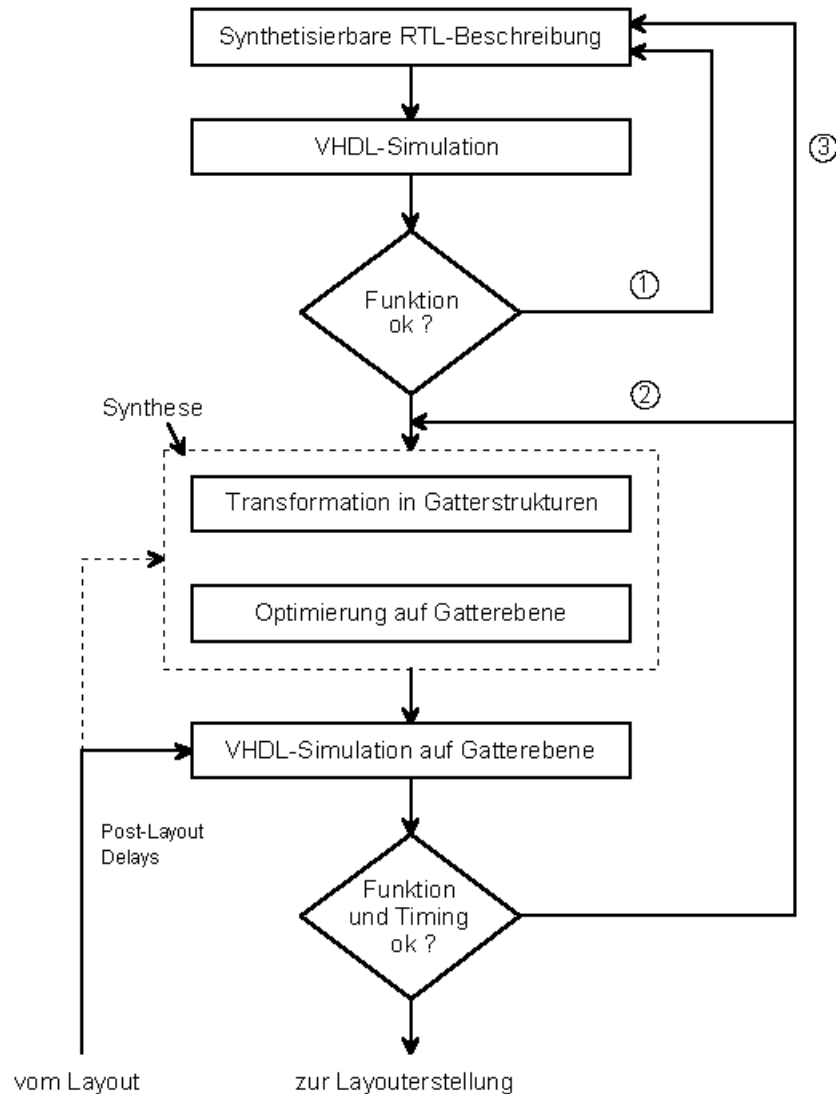 Synthetisierbare RTL-Beschreibung
VHDL-Simulation
3
Funktion
ok ?
1
2
Synthese
Transformation in Gatterstrukturen
Optimierung auf Gatterebene
VHDL-Simulation auf Gatterebene
Post-Layout
Delays
Funktion
und Timing
ok ?
vom Layout
zur Layouterstellung